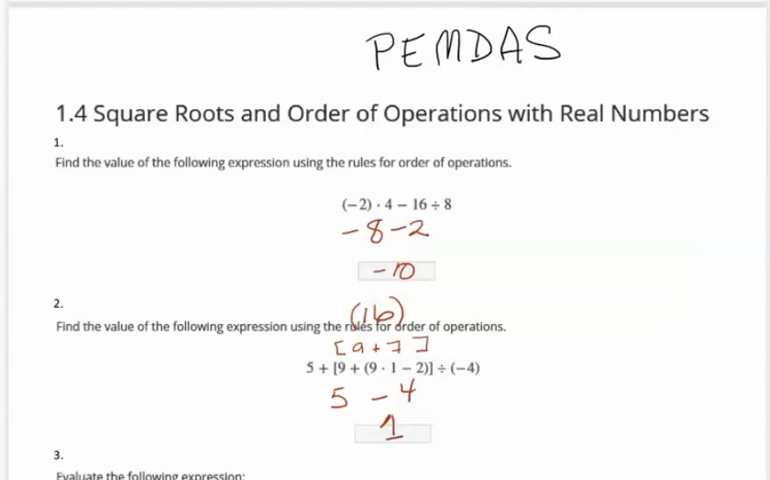 PEMDAS
1.4 Square Roots and Order of Operations with Real Numbers
1.
Find the value of the following expression using the rules for order of operations.
(−2) · 4 − 16 ÷ 8
-8-2
-10
2.
(16)
Find the value of the following expression using the rules for order of operations.
[9+7]
5 + [9 + (9 · 1 − 2)] ÷ (−4)
5 - 4
1
3.
Evaluate the following expression: